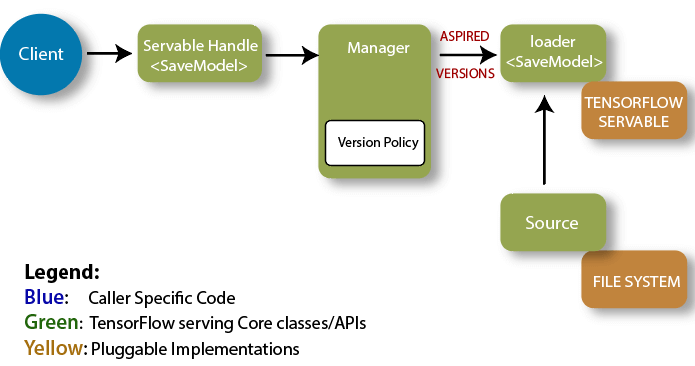 Client
Servable Handle
<SaveModel>
Manager
Version Policy
ASPIRED
VERSIONS
loader
<SaveModel>
TENSORFLOW
SERVABLE
Source
FILE SYSTEM
Legend:
Blue: Caller Specific Code
Green: TensorFlow serving Core classes/APIs
Yellow: Pluggable Implementations